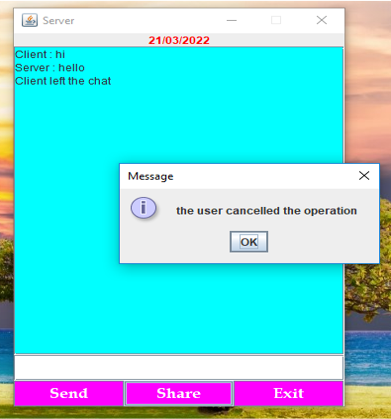 Server
21/03/2022
Client : hi
Server : hello
Client left the chat
Message
i
the user cancelled the operation
OK
Send Share Exit